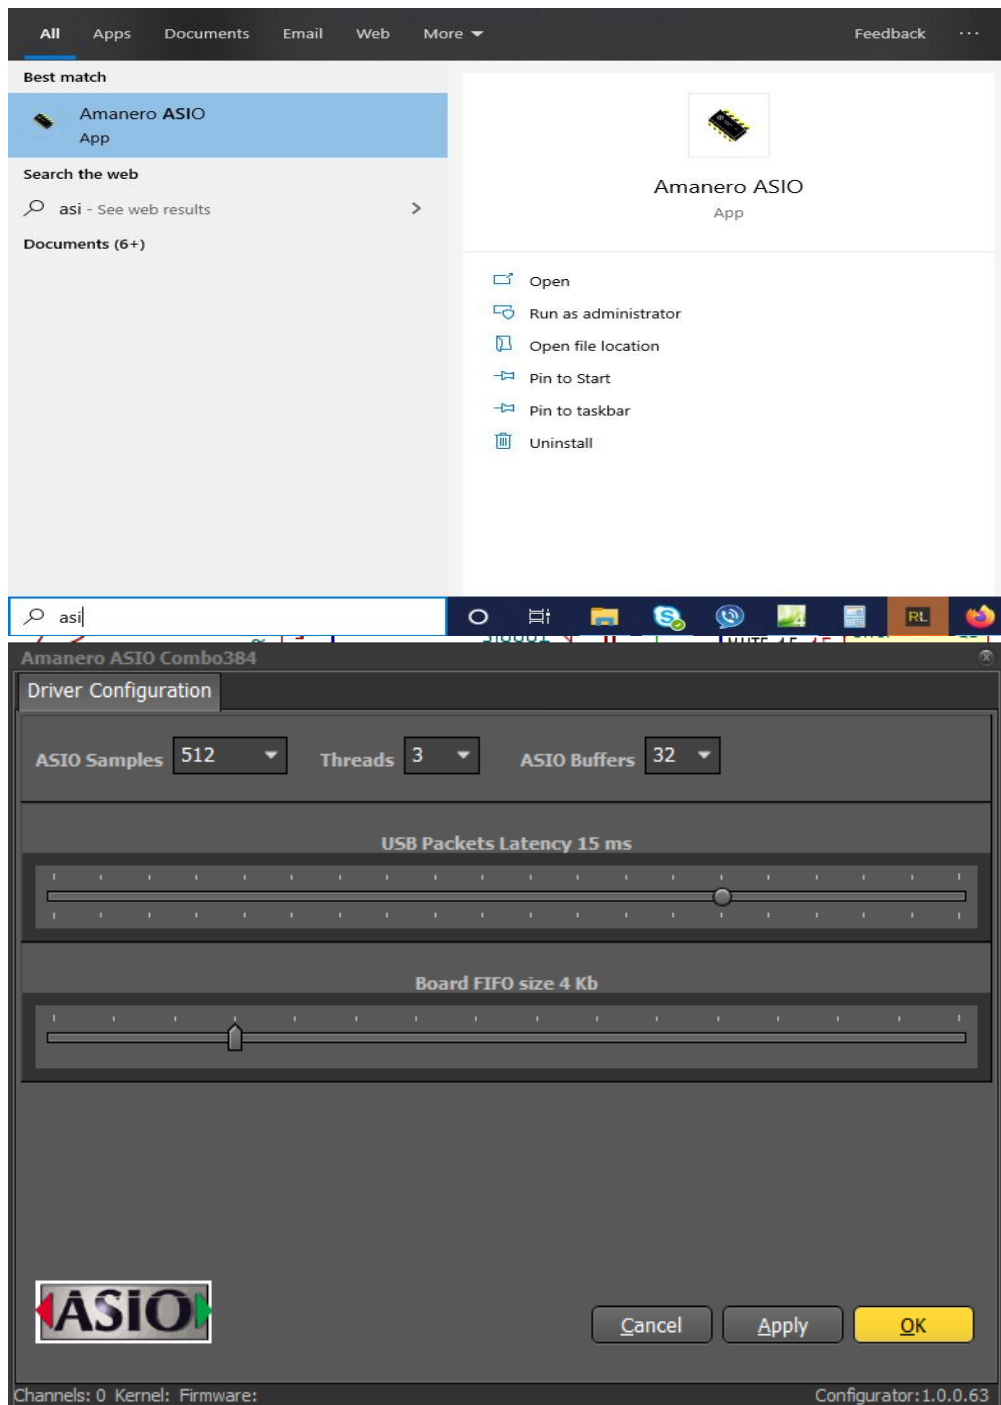 All Apps Documents Email Web More Feedback ...
Best match
Amanero ASIO
App
Search the web
asi - See web results
Documents (6+)
Amanero ASIO
App
Open
Run as administrator
Open file location
Pin to Start
Pin to taskbar
Uninstall
asi
RL
Amanero ASIO Combo384
Driver Configuration
ASIO Samples 512 Threads 3 ASIO Buffers 32
USB Packets Latency 15 ms
Board FIFO size 4 Kb
ASIO
Cancel Apply OK
Channels: 0 Kernel: Firmware: Configurator:1.0.0.63